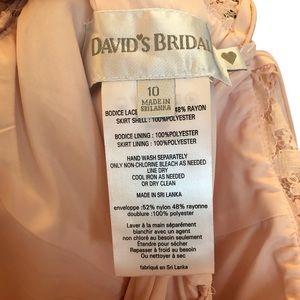 DAVID'S BRIDAL
10
MADE IN
SRI LANKA
BODICE LACE 48% RAYON
SKIRT SHELL : 100%POLYESTER
BODICE LINING : 100%POLYESTER
SKIRT LINING : 100%POLYESTER
HAND WASH SEPARATELY
ONLY NON-CHLORINE BLEACH AS NEEDED
LINE DRY
COOL IRON AS NEEDED
OR DRY CLEAN
MADE IN SRI LANKA
enveloppe :52% nylon 48% rayonne
doublure :100% polyester
Laver à la main séparément
blanchir avec un agent
non chloré au besoin seulement
Étendre pour sécher
Repasser à froid au besoin
Ou nettoyer à sec
fabriqué en Sri Lanka